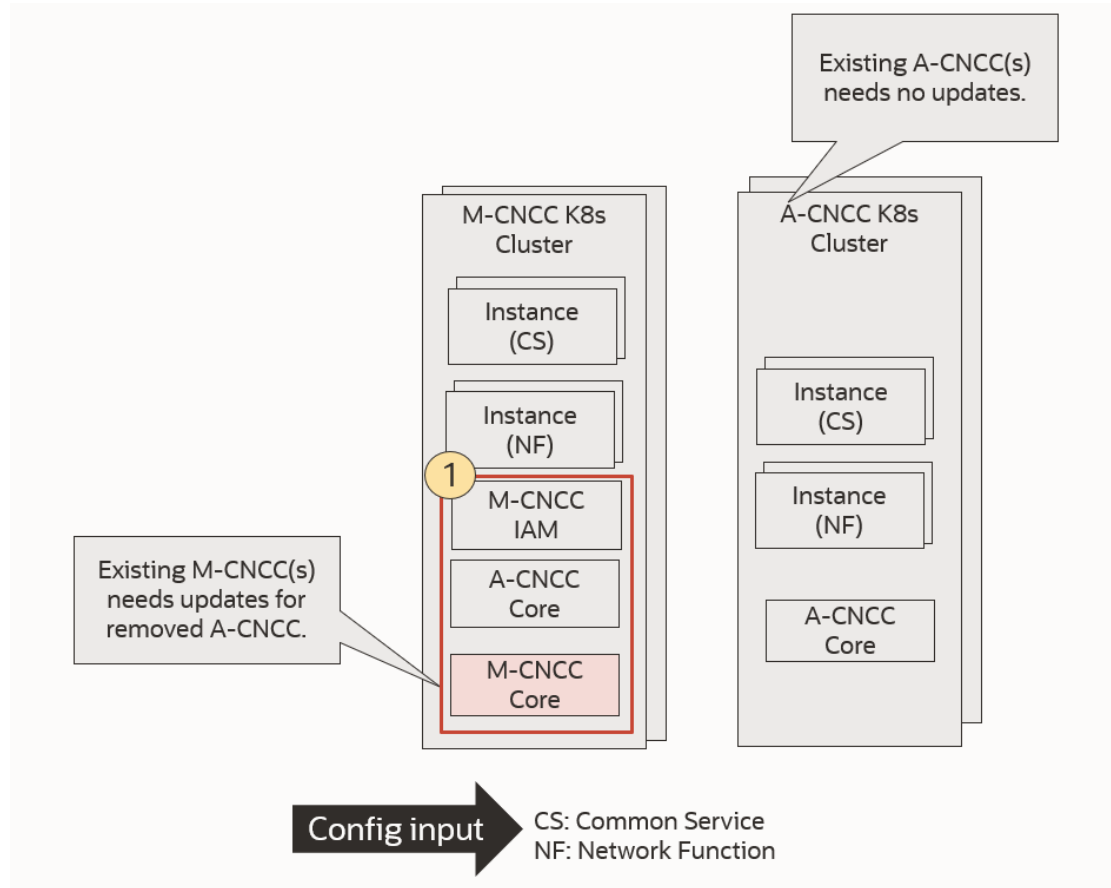 Existing A-CNCC(s)
needs no updates.
M-CNCC K8s
Cluster
Instance
(CS)
Instance
(NF)
1
M-CNCC
IAM
A-CNCC
Core
M-CNCC
Core
Existing M-CNCC(s)
needs updates for
removed A-CNCC.
A-CNCC K8s
Cluster
Instance
(CS)
Instance
(NF)
A-CNCC
Core
Config input
CS: Common Service
NF: Network Function